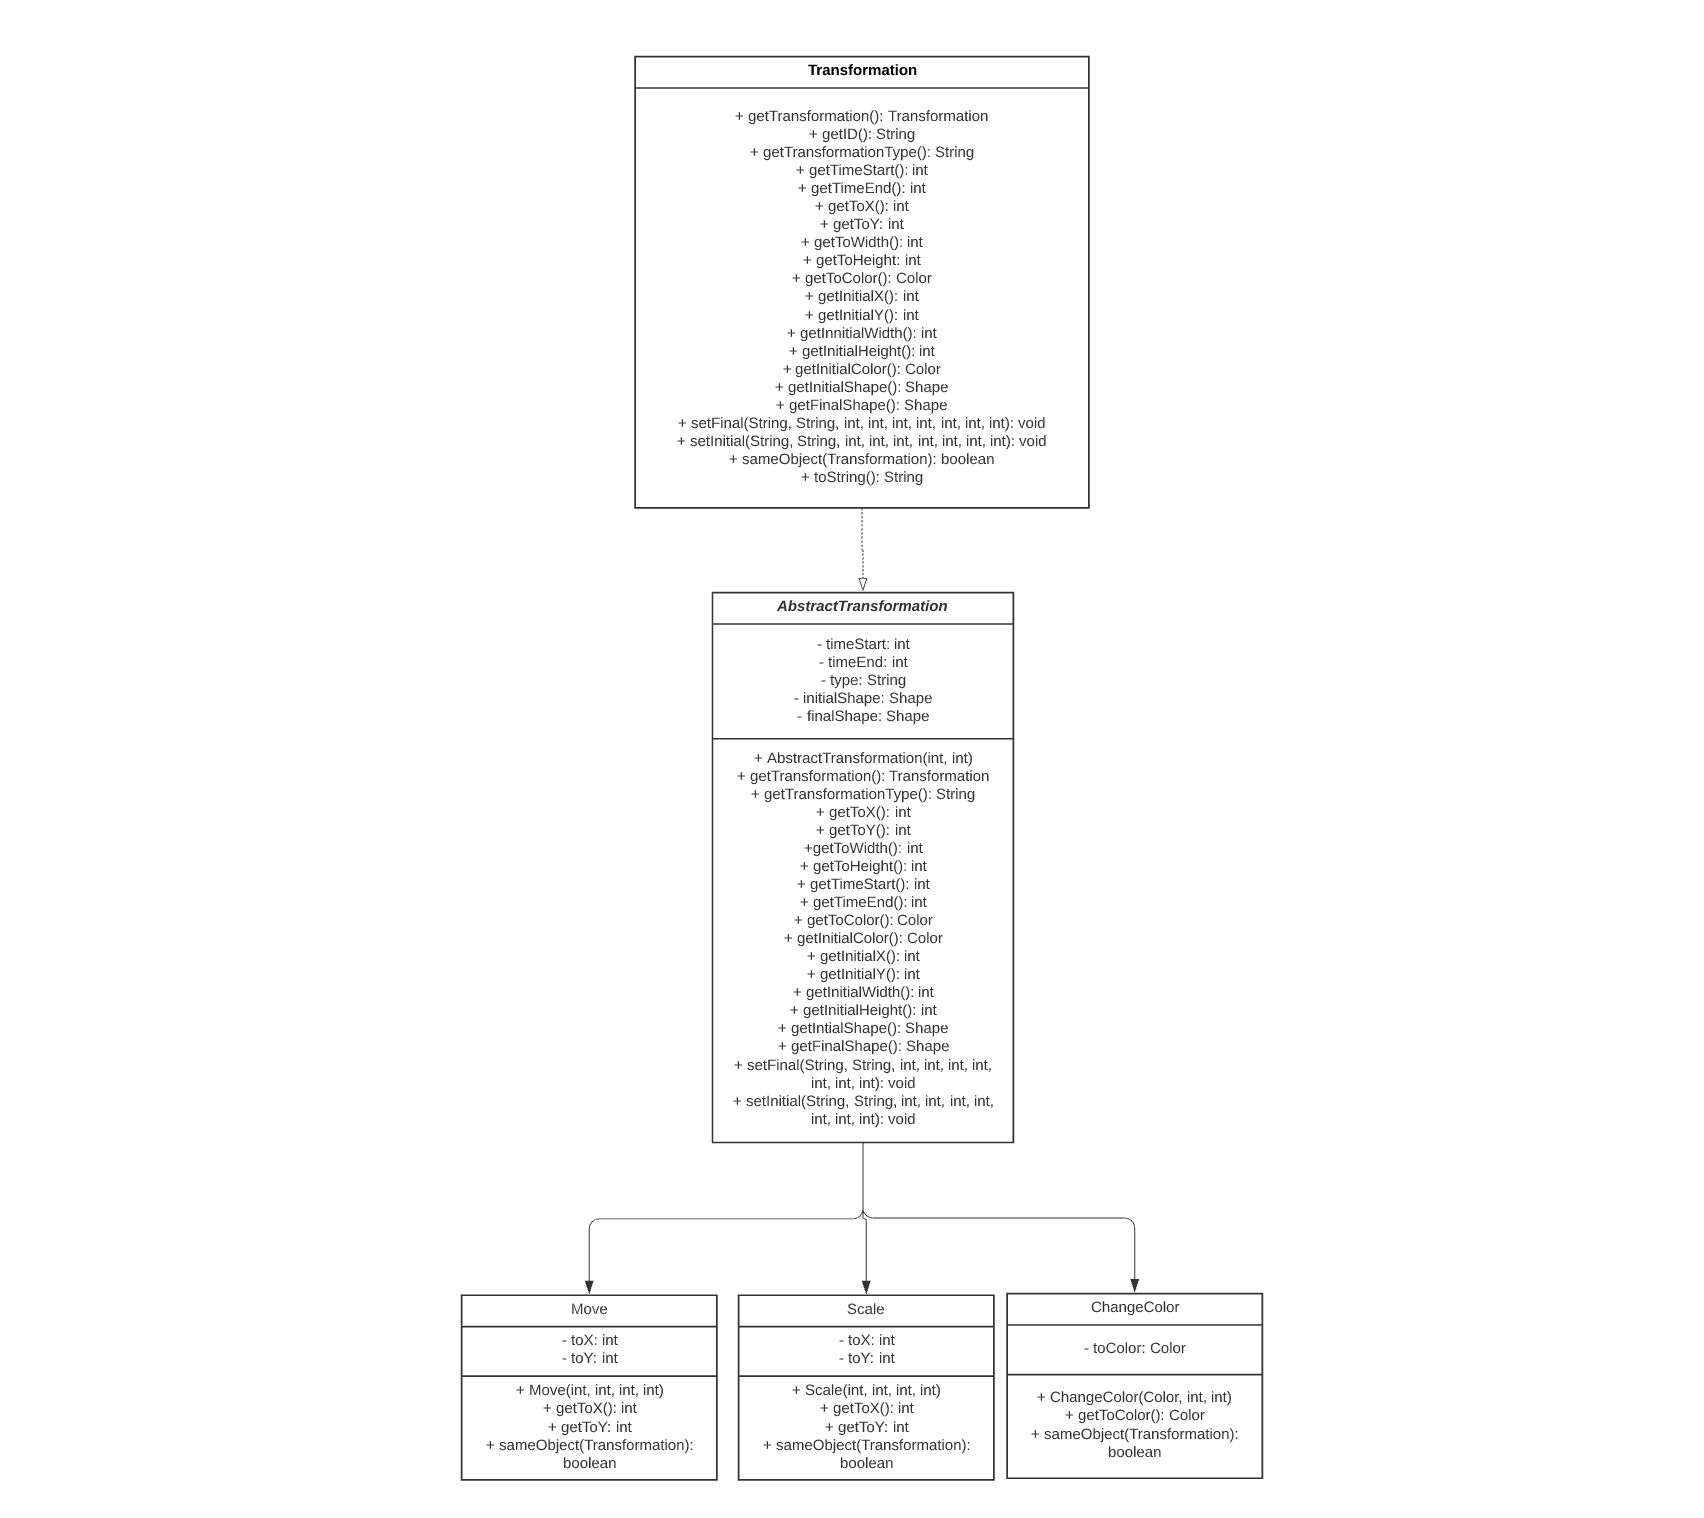 Transformation
+ getTransformation(): Transformation
+ getID(): String
+ getTransformationType(): String
+ getTimeStart(): int
+ getTimeEnd(): int
+ getToX(): int
+ getToY: int
+ getToWidth(): int
+ getToHeight: int
+ getToColor(): Color
+ getInitialX(): int
+ getInitialY(): int
+ getInnitialWidth(): int
+ getInitialHeight(): int
+ getInitialColor(): Color
+ getInitialShape(): Shape
+ getFinalShape(): Shape
+ setFinal(String, String, int, int, int, int, int, int, int): void
+ setInitial(String, String, int, int, int, int, int, int, int): void
+ sameObject(Transformation): boolean
+ toString(): String
AbstractTransformation
- timeStart: int
- timeEnd: int
- type: String
- initialShape: Shape
- finalShape: Shape
+ AbstractTransformation(int, int)
+ getTransformation(): Transformation
+ getTransformationType(): String
+ getToX(): int
+ getToY(): int
+getToWidth(): int
+ getToHeight(): int
+ getTimeStart(): int
+ getTimeEnd(): int
+ getToColor(): Color
+ getInitialColor(): Color
+ getInitialX(): int
+ getInitialY(): int
+ getInitialWidth(): int
+ getInitialHeight(): int
+ getIntialShape(): Shape
+ getFinalShape(): Shape
+ setFinal(String, String, int, int, int, int,
int, int, int): void
+ setInitial(String, String, int, int, int, int,
int, int, int): void
Move
- toX: int
- toY: int
+ Move(int, int, int, int)
+ getToX(): int
+ getToY: int
+ sameObject(Transformation):
boolean
Scale
- toX: int
- toY: int
+ Scale(int, int, int, int)
+ getToX(): int
+ getToY: int
+ sameObject(Transformation):
boolean
ChangeColor
- toColor: Color
+ ChangeColor(Color, int, int)
+ getToColor(): Color
+ sameObject(Transformation):
boolean